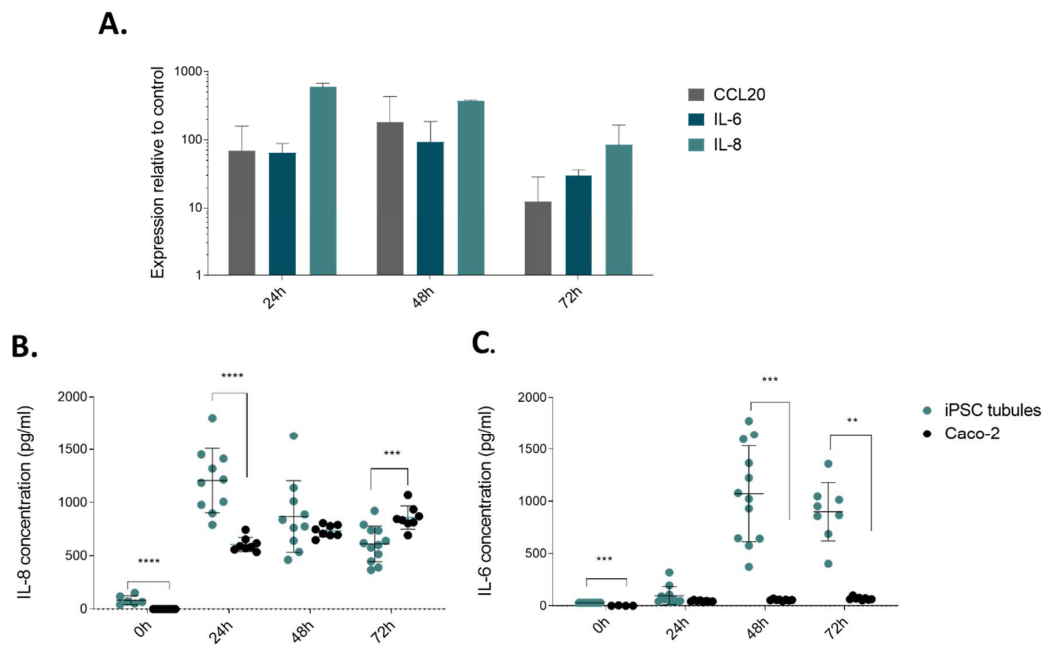 A.
Expression relative to control
1000
100
10
1
24h
48h
72h
CCL20
IL-6
IL-8
B.
IL-8 concentration (pg/ml)
2000
1500
1000
500
0
****
****
***
0h
24h
48h
72h
C.
IL-6 concentration (pg/ml)
2000
1500
1000
500
0
***
***
**
0h
24h
48h
72h
iPSC tubules
Caco-2